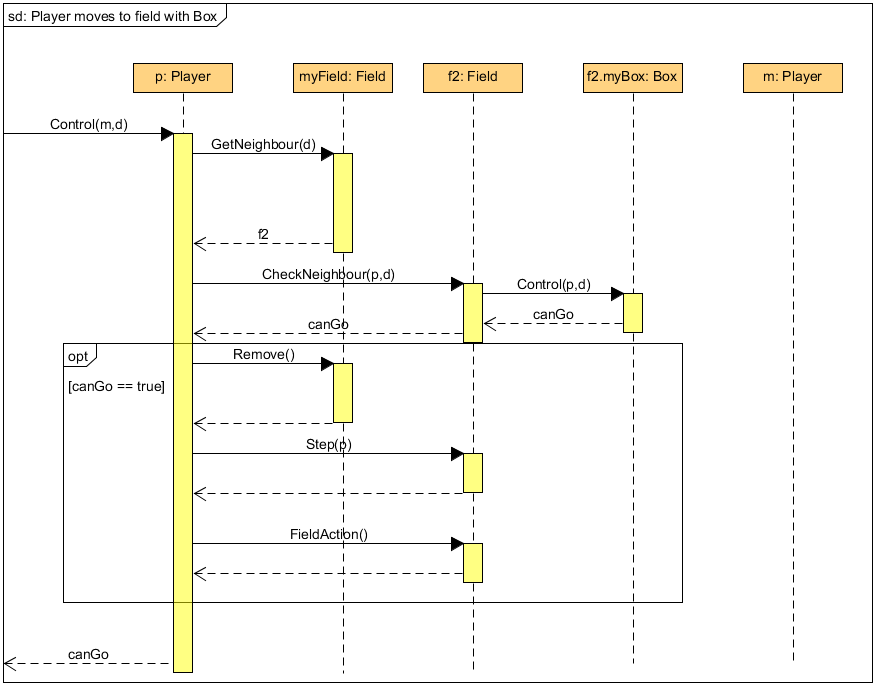 sd: Player moves to field with Box
p: Player
myField: Field
f2: Field
f2.myBox: Box
m: Player
Control(m,d)
GetNeighbour(d)
f2
CheckNeighbour(p,d)
Control(p,d)
canGo
canGo
opt
Remove()
[canGo == true]
Step(p)
FieldAction()
canGo